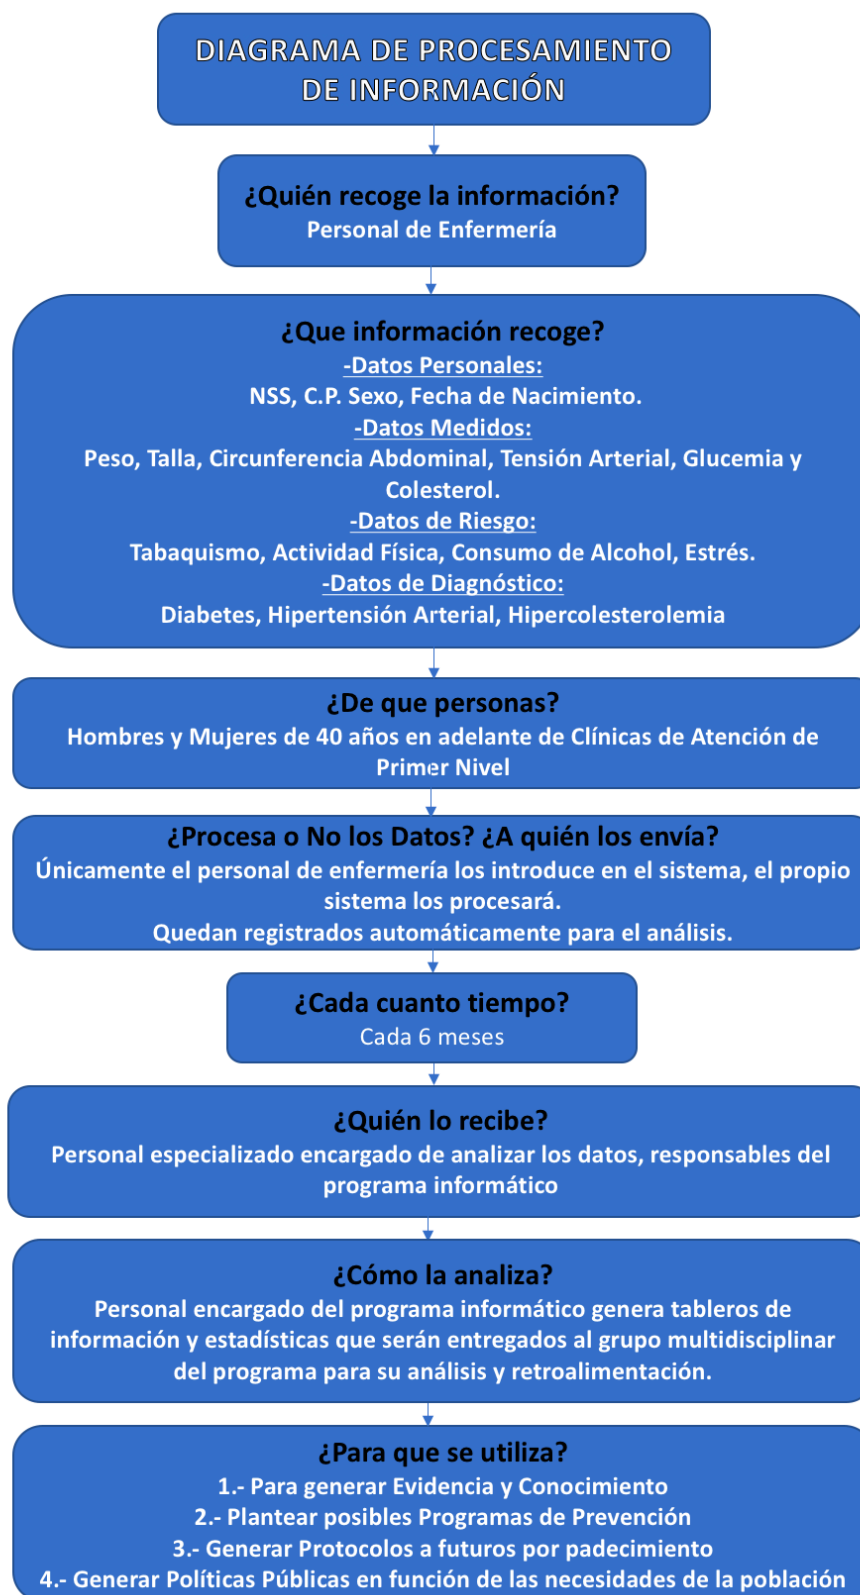 DIAGRAMA DE PROCESAMIENTO
DE INFORMACIÓN
¿Quién recoge la información?
Personal de Enfermería
¿Que información recoge?
-Datos Personales:
NSS, C.P. Sexo, Fecha de Nacimiento.
-Datos Medidos:
Peso, Talla, Circunferencia Abdominal, Tensión Arterial, Glucemia y
Colesterol.
-Datos de Riesgo:
Tabaquismo, Actividad Física, Consumo de Alcohol, Estrés.
-Datos de Diagnóstico:
Diabetes, Hipertensión Arterial, Hipercolesterolemia
¿De que personas?
Hombres y Mujeres de 40 años en adelante de Clínicas de Atención de
Primer Nivel
¿Procesa o No los Datos? ¿A quién los envía?
Únicamente el personal de enfermería los introduce en el sistema, el propio
sistema los procesará.
Quedan registrados automáticamente para el análisis.
¿Cada cuanto tiempo?
Cada 6 meses
¿Quién lo recibe?
Personal especializado encargado de analizar los datos, responsables del
programa informático
¿Cómo la analiza?
Personal encargado del programa informático genera tableros de
información y estadísticas que serán entregados al grupo multidisciplinar
del programa para su análisis y retroalimentación.
¿Para que se utiliza?
1.- Para generar Evidencia y Conocimiento
2.- Plantear posibles Programas de Prevención
3.- Generar Protocolos a futuros por padecimiento
4.- Generar Políticas Públicas en función de las necesidades de la población